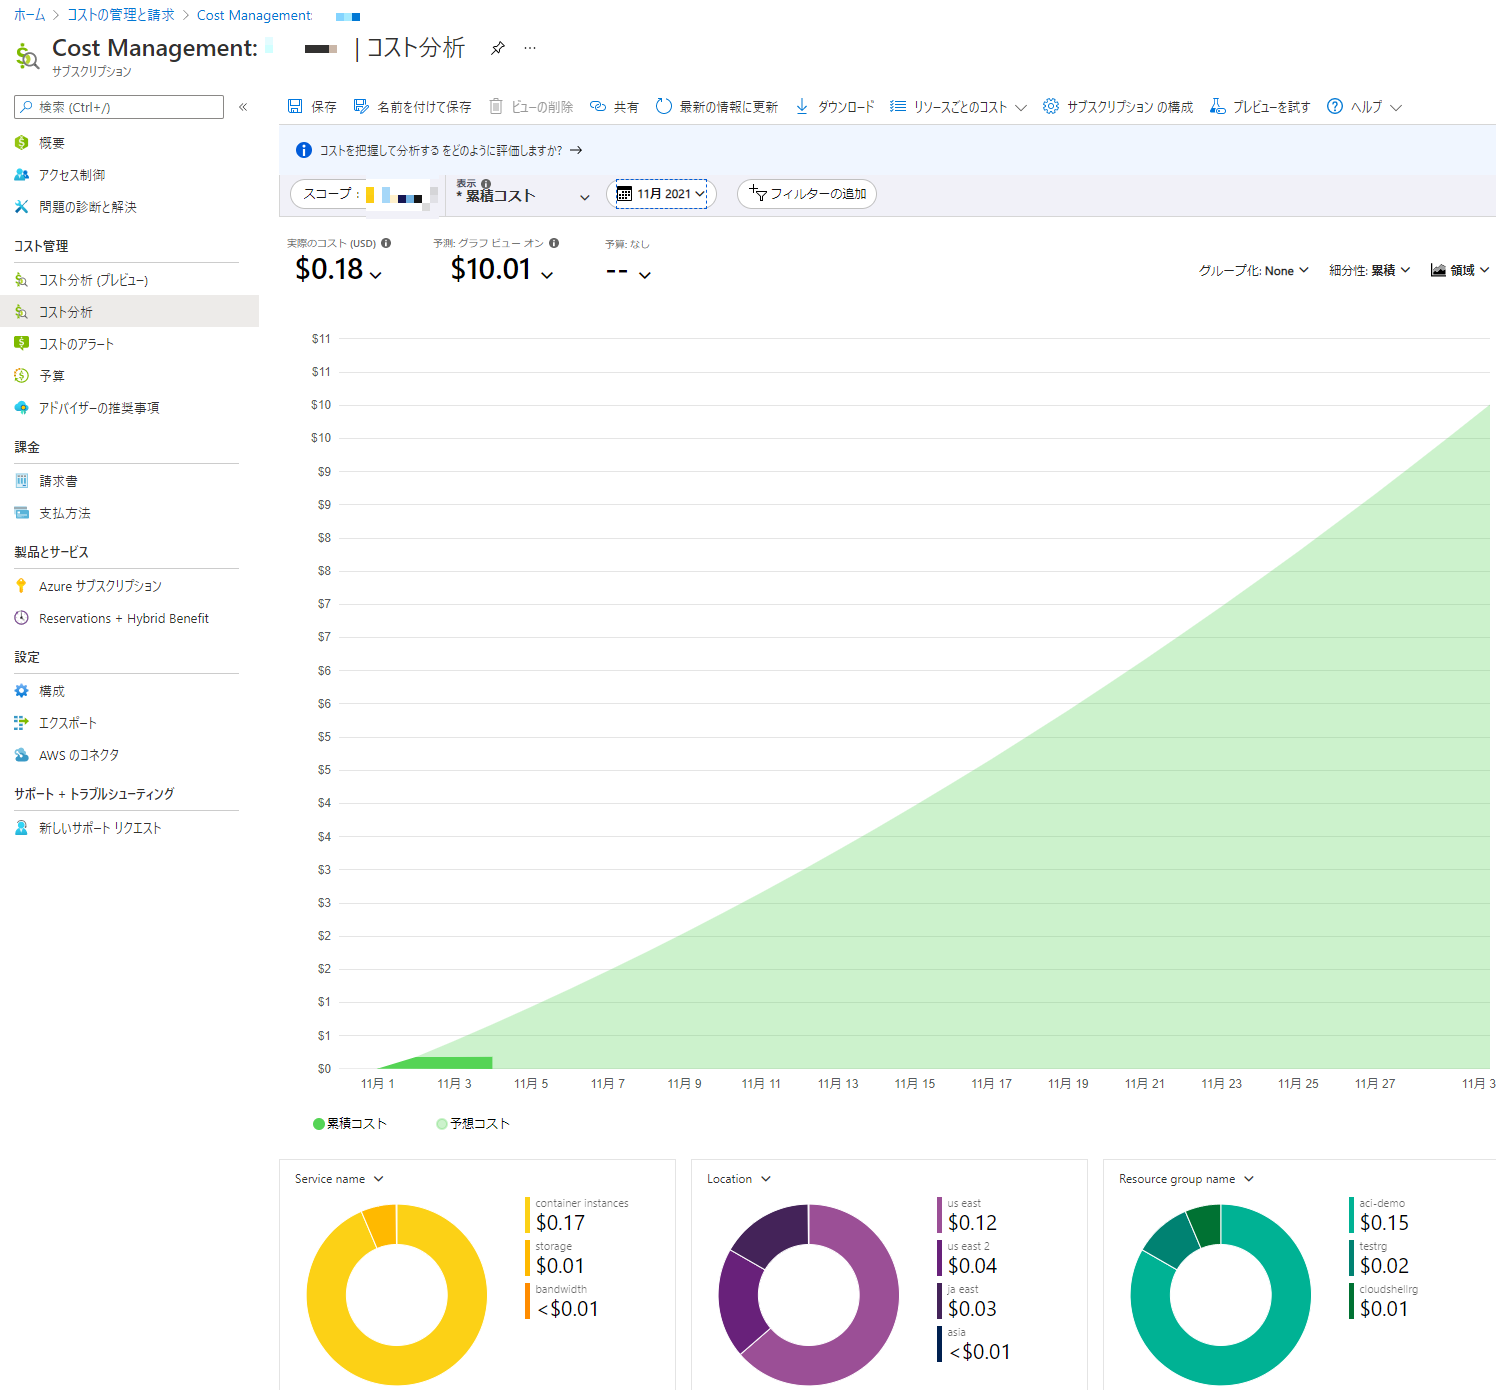 ホーム > コストの管理と請求 > Cost Management:
Cost Management: | コスト分析 ...
サブスクリプション
検索 (Ctrl+/) «
概要
アクセス制御
問題の診断と解決
コスト管理
コスト分析 (プレビュー)
コスト分析
コストのアラート
予算
アドバイザーの推奨事項
課金
請求書
支払方法
製品とサービス
Azure サブスクリプション
Reservations + Hybrid Benefit
設定
構成
エクスポート
AWS のコネクタ
サポート + トラブルシューティング
新しいサポート リクエスト
保存 名前を付けて保存 ビューの削除 共有 最新の情報に更新 ダウンロード リソースごとのコスト サブスクリプション の構成 プレビューを試す ヘルプ
コストを把握して分析する をどのように評価しますか? →
スコープ :
表示
* 累積コスト
11月 2021
フィルターの追加
実際のコスト (USD) 予測: グラフ ビュー オン 予算: なし
$0.18 $10.01 --
グループ化: None 細分性: 累積 領域
$11
$11
$10
$10
$9
$9
$8
$8
$7
$7
$6
$6
$5
$5
$4
$4
$3
$3
$2
$2
$1
$1
$0
11月 1 11月 3 11月 5 11月 7 11月 9 11月 11 11月 13 11月 15 11月 17 11月 19 11月 21 11月 23 11月 25 11月 27 11月 3
累積コスト 予想コスト
Service name
container instances
$0.17
storage
$0.01
bandwidth
<$0.01
Location
us east
$0.12
us east 2
$0.04
ja east
$0.03
asia
<$0.01
Resource group name
aci-demo
$0.15
testrg
$0.02
cloudshellrg
$0.01